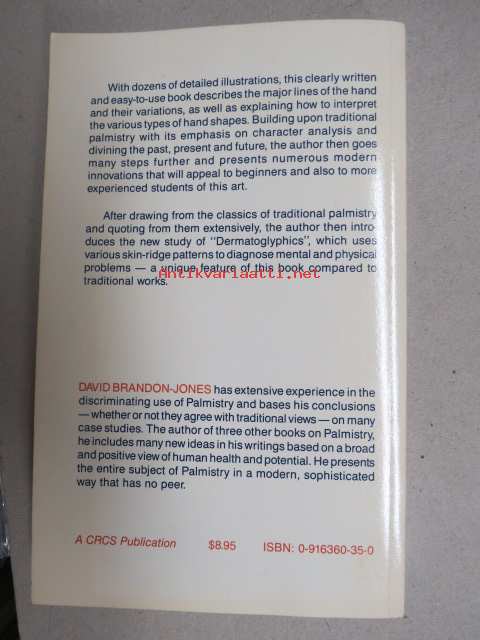 With dozens of detailed illustrations, this clearly written
and easy-to-use book describes the major lines of the hand
and their variations, as well as explaining how to interpret
the various types of hand shapes. Building upon traditional
palmistry with its emphasis on character analysis and
divining the past, present and future, the author then goes
many steps further and presents numerous modern
innovations that will appeal to beginners and also to more
experienced students of this art.
After drawing from the classics of traditional palmistry
and quoting from them extensively, the author then intro-
duces the new study of "Dermatoglyphics", which uses
various skin-ridge patterns to diagnose mental and physical
problems — a unique feature of this book compared to
Antikvariaatti.net
traditional works.
DAVID BRANDON-JONES has extensive experience in the
discriminating use of Palmistry and bases his conclusions
— whether or not they agree with traditional views — on many
case studies. The author of three other books on Palmistry,
he includes many new ideas in his writings based on a broad
and positive view of human health and potential. He presents
the entire subject of Palmistry in a modern, sophisticated
way that has no peer.
A CRCS Publication $8.95 ISBN: 0-916360-35-0